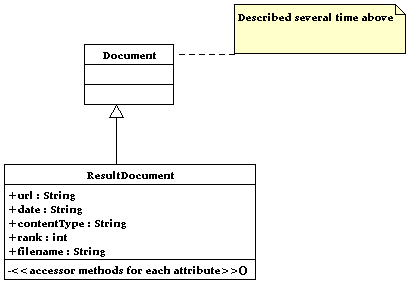 Described several time above
Document
ResultDocument
+url : String
+date : String
+contentType : String
+rank : int
+filename : String
-<<accessor methods for each attribute>>()